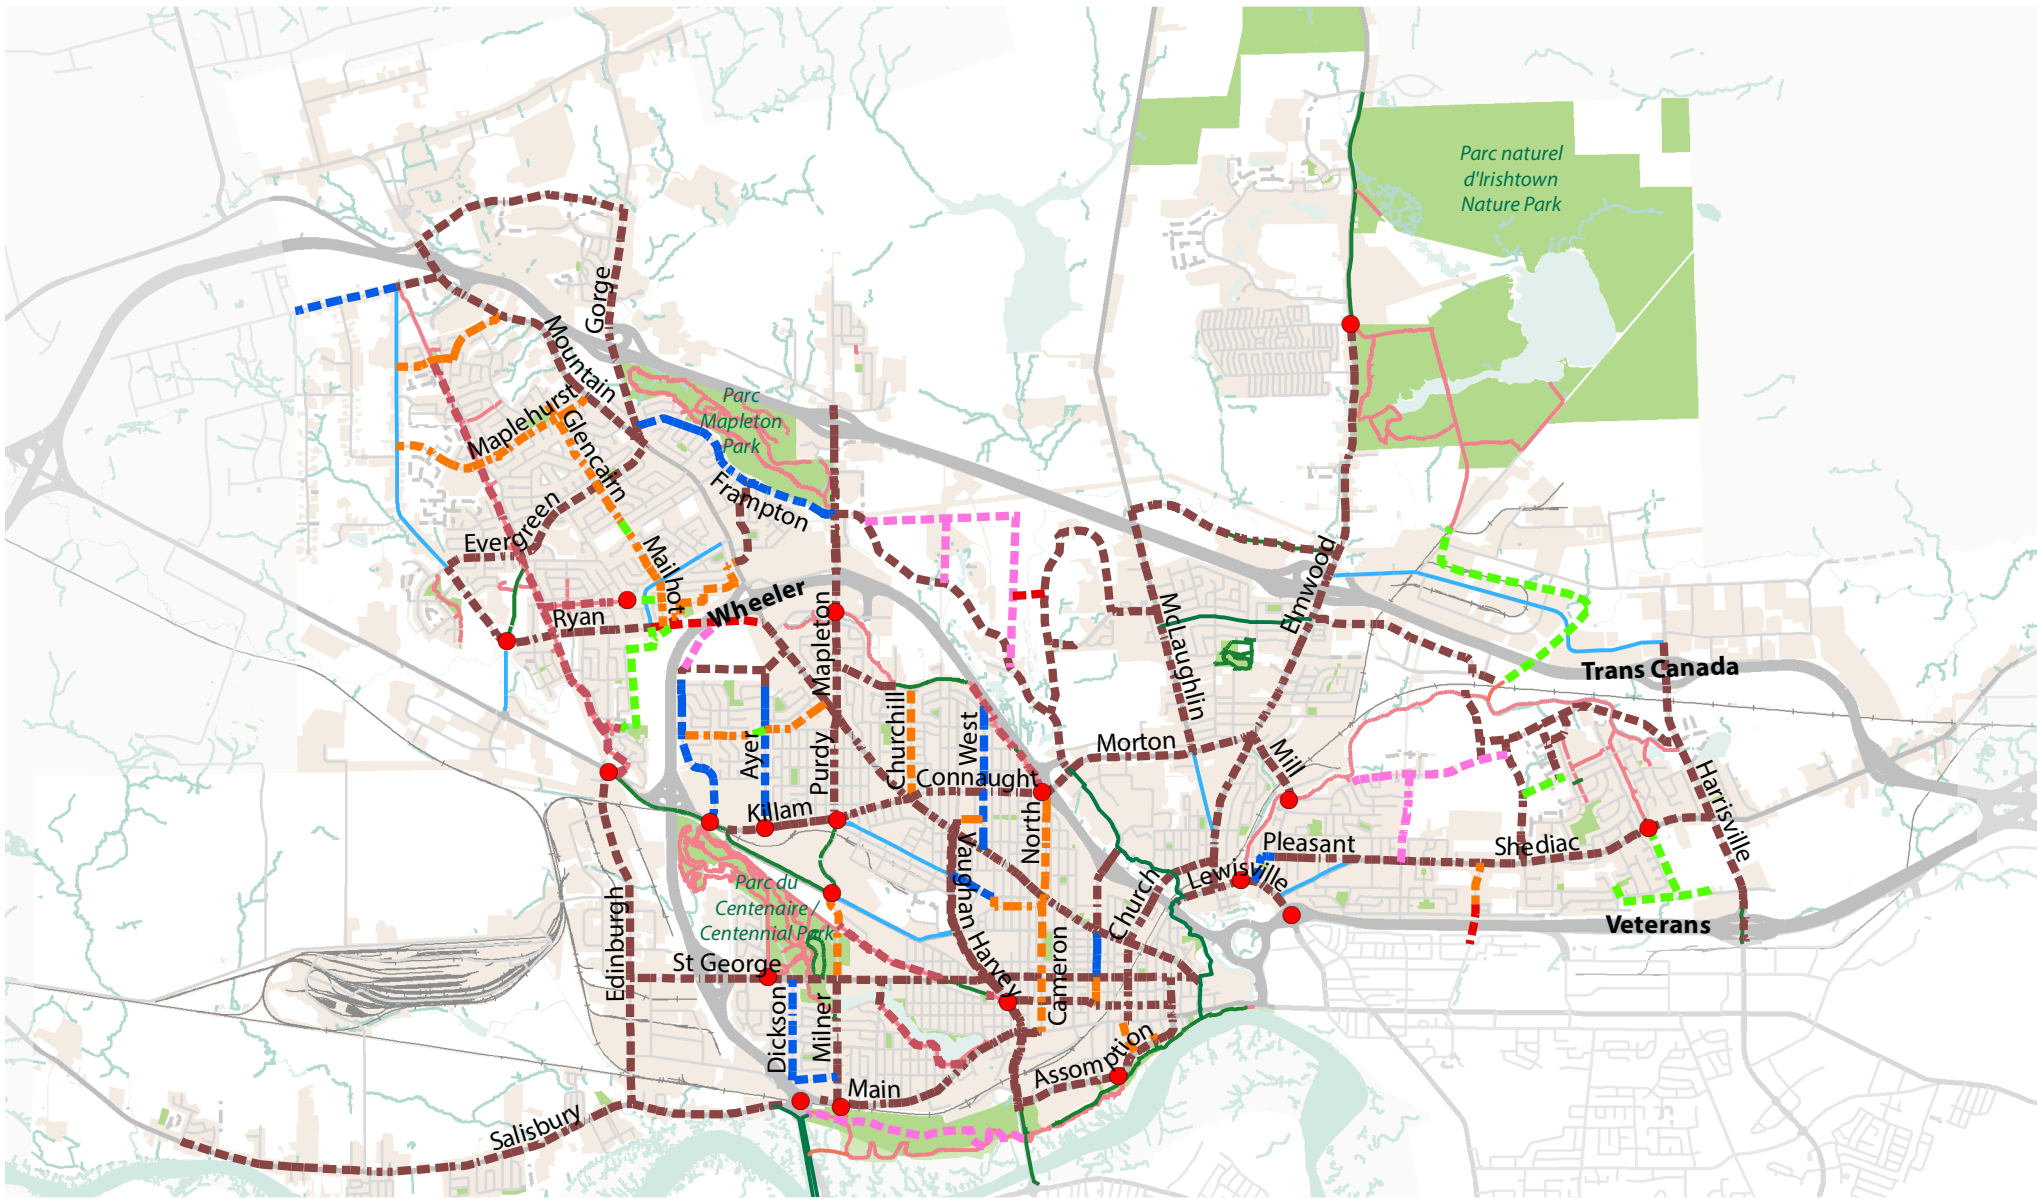 Parc naturel
d'Irishtown
Nature Park
Gorge
Mountain
Parc
Mapleton
Park
Maplehurst
Glencairn
Frampton
Evergreen
Mailhot
Elmwood
Wheeler
Ryan
Mapleton
McLaughlin
Trans Canada
Churchill
West
Morton
Ayer
Purdy
Connaught
Mill
Harrisville
Killam
North
Vaughan Harvey
Pleasant
Shediac
Lewisville
Church
Parc du
Centenaire /
Centennial Park
Edinburgh
Veterans
St George
Cameron
Dickson
Milner
Assomption
Main
Salisbury